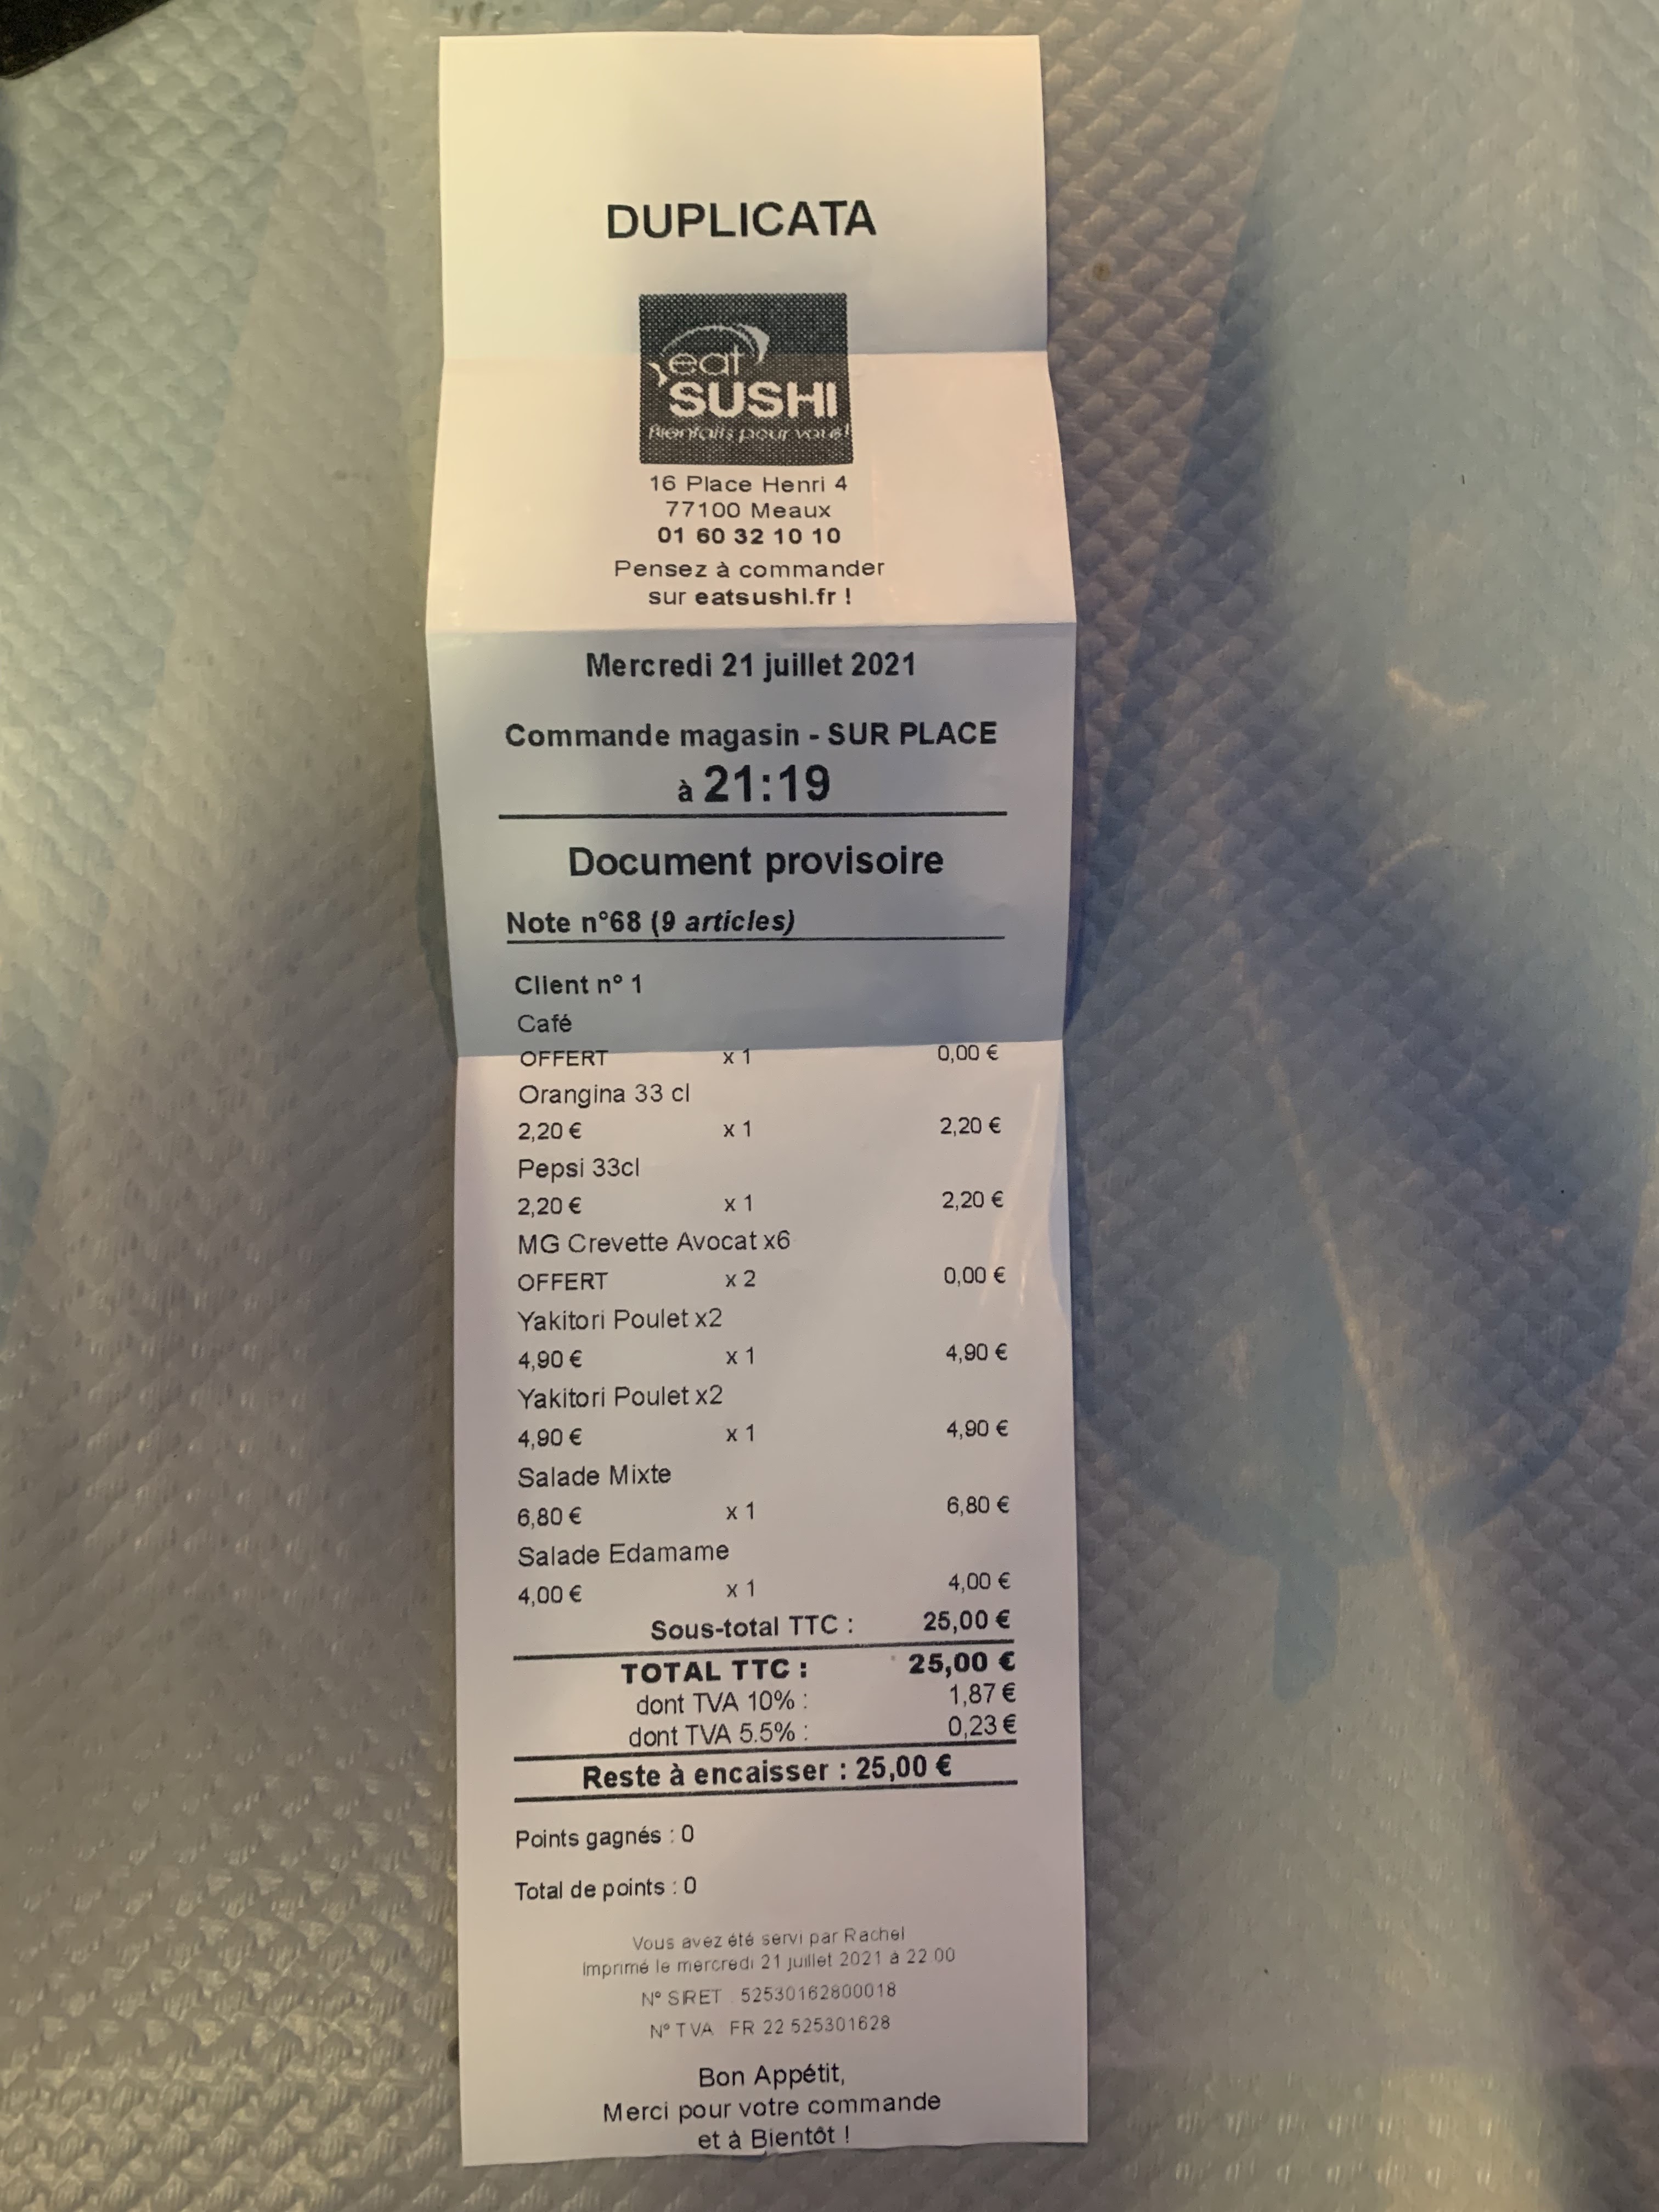 DUPLICATA
eat
SUSHI
Bienfaits pour vous!
16 Place Henri 4
77100 Meaux
01 60 32 10 10
Pensez à commander
sur eatsushi.fr !
Mercredi 21 juillet 2021
Commande magasin - SUR PLACE
à 21:19
Document provisoire
Note n°68 (9 articles)
Client n° 1
Café
OFFERT x 1 0,00 €
Orangina 33 cl
2,20 € x 1 2,20 €
Pepsi 33cl
2,20 € x 1 2,20 €
MG Crevette Avocat x6
OFFERT x 2 0,00 €
Yakitori Poulet x2
4,90 € x 1 4,90 €
Yakitori Poulet x2
4,90 € x 1 4,90 €
Salade Mixte
6,80 € x 1 6,80 €
Salade Edamame
4,00 € x 1 4,00 €
Sous-total TTC : 25,00 €
TOTAL TTC : 25,00 €
dont TVA 10% : 1,87 €
dont TVA 5.5% : 0,23 €
Reste à encaisser : 25,00 €
Points gagnés : 0
Total de points : 0
Vous avez été servi par Rachel
Imprimé le mercredi 21 juillet 2021 à 22:00
N° SIRET : 52530162800018
N° TVA : FR 22 525301628
Bon Appétit,
Merci pour votre commande
et à Bientôt !